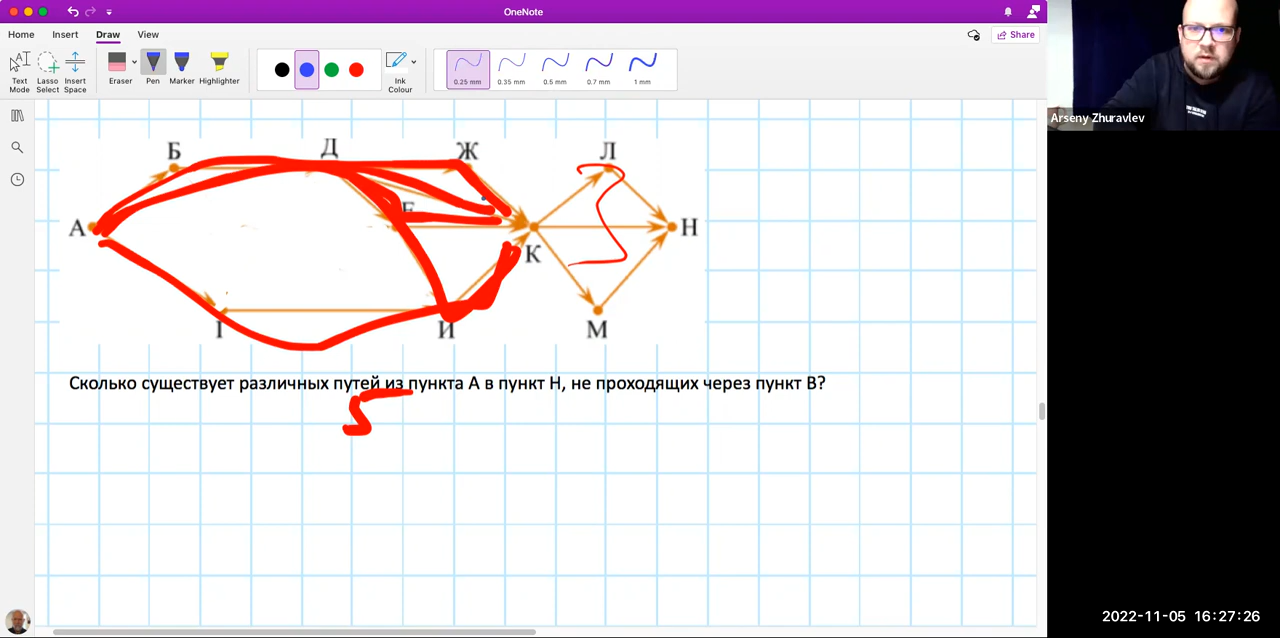 OneNote
Home Insert Draw View
Share
Text Mode
Lasso Select
Insert Space
Eraser
Pen
Marker
Highlighter
Ink Colour
0.25 mm
0.35 mm
0.5 mm
0.7 mm
1 mm
Arseny Zhuravlev
Б Д Ж Л
А Е Н
К
И М
3
Сколько существует различных путей из пункта А в пункт Н, не проходящих через пункт В?
5
2022-11-05 16:27:26